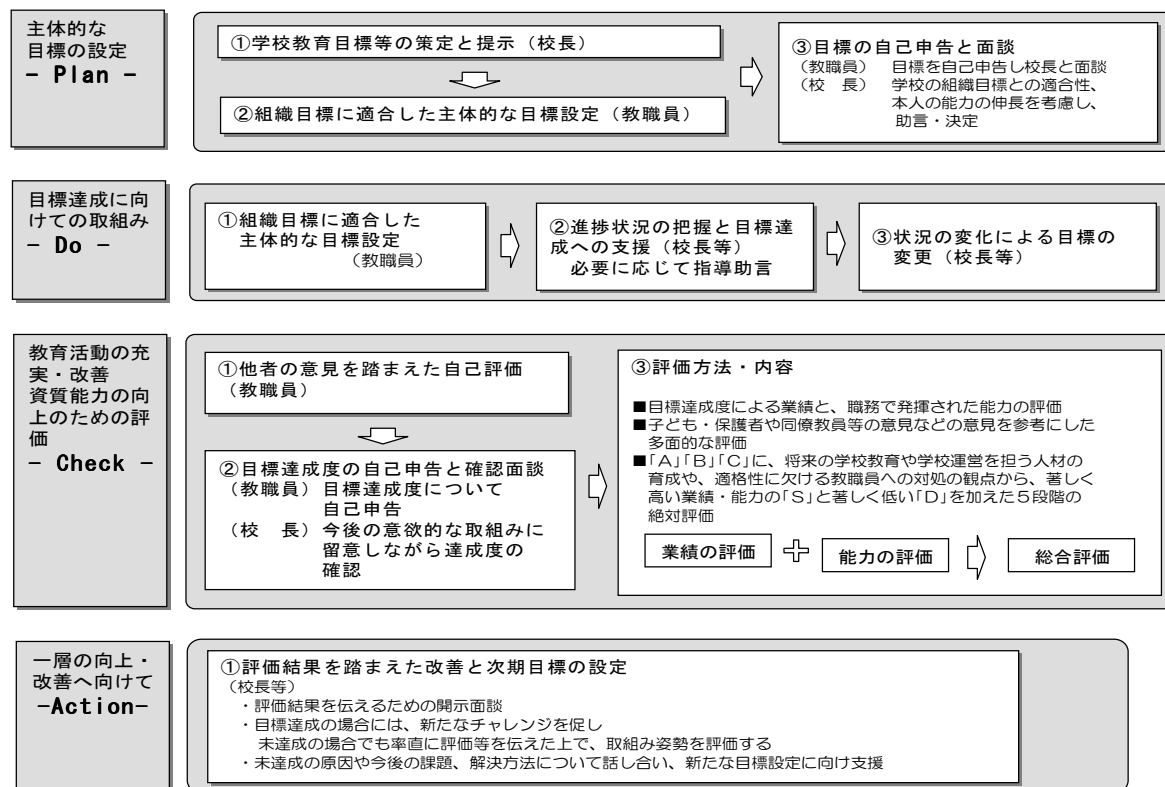 主体的な
目標の設定
- Plan -
①学校教育目標等の策定と提示（校長）
②組織目標に適合した主体的な目標設定（教職員）
③目標の自己申告と面談
（教職員）　目標を自己申告し校長と面談
（校　長）　学校の組織目標との適合性、
本人の能力の伸長を考慮し、
助言・決定
目標達成に向
けての取組み
- Do -
①組織目標に適合した
主体的な目標設定
（教職員）
②進捗状況の把握と目標達
成への支援（校長等）
必要に応じて指導助言
③状況の変化による目標の
変更（校長等）
教育活動の充
実・改善
資質能力の向
上のための評
価
- Check -
①他者の意見を踏まえた自己評価
（教職員）
②目標達成度の自己申告と確認面談
（教職員）目標達成度について
自己申告
（校　長）今後の意欲的な取組みに
留意しながら達成度の
確認
③評価方法・内容
■目標達成度による業績と、職務で発揮された能力の評価
■子ども・保護者や同僚教員等の意見などの意見を参考にした
多面的な評価
■「A」「B」「C」に、将来の学校教育や学校運営を担う人材の
育成や、適格性に欠ける教職員への対処の観点から、著しく
高い業績・能力の「S」と著しく低い「D」を加えた５段階の
絶対評価
業績の評価　能力の評価　総合評価
一層の向上・
改善へ向けて
-Action-
①評価結果を踏まえた改善と次期目標の設定
（校長等）
・評価結果を伝えるための開示面談
・目標達成の場合には、新たなチャレンジを促し
未達成の場合でも率直に評価等を伝えた上で、取組み姿勢を評価する
・未達成の原因や今後の課題、解決方法について話し合い、新たな目標設定に向け支援